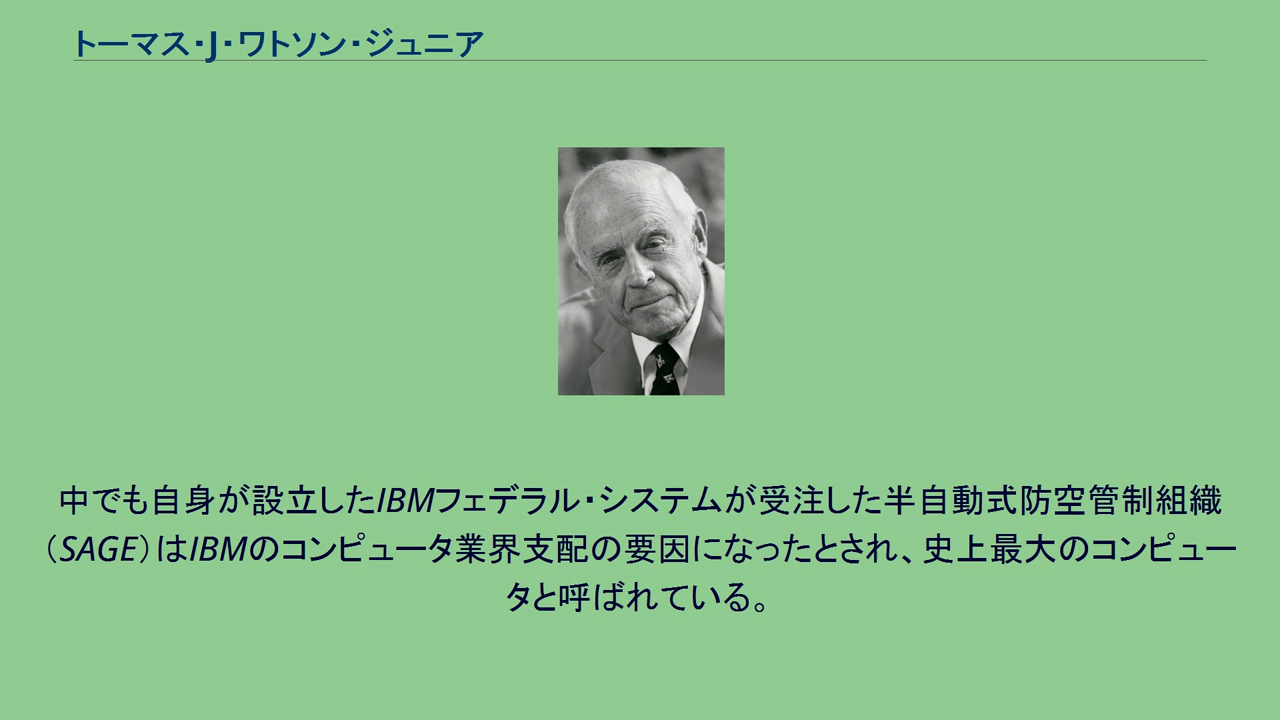 トーマス・J・ワトソン・ジュニア
中でも自身が設立したIBMフェデラル・システムが受注した半自動式防空管制組織
（SAGE）はIBMのコンピュータ業界支配の要因になったとされ、史上最大のコンピュー
タと呼ばれている。